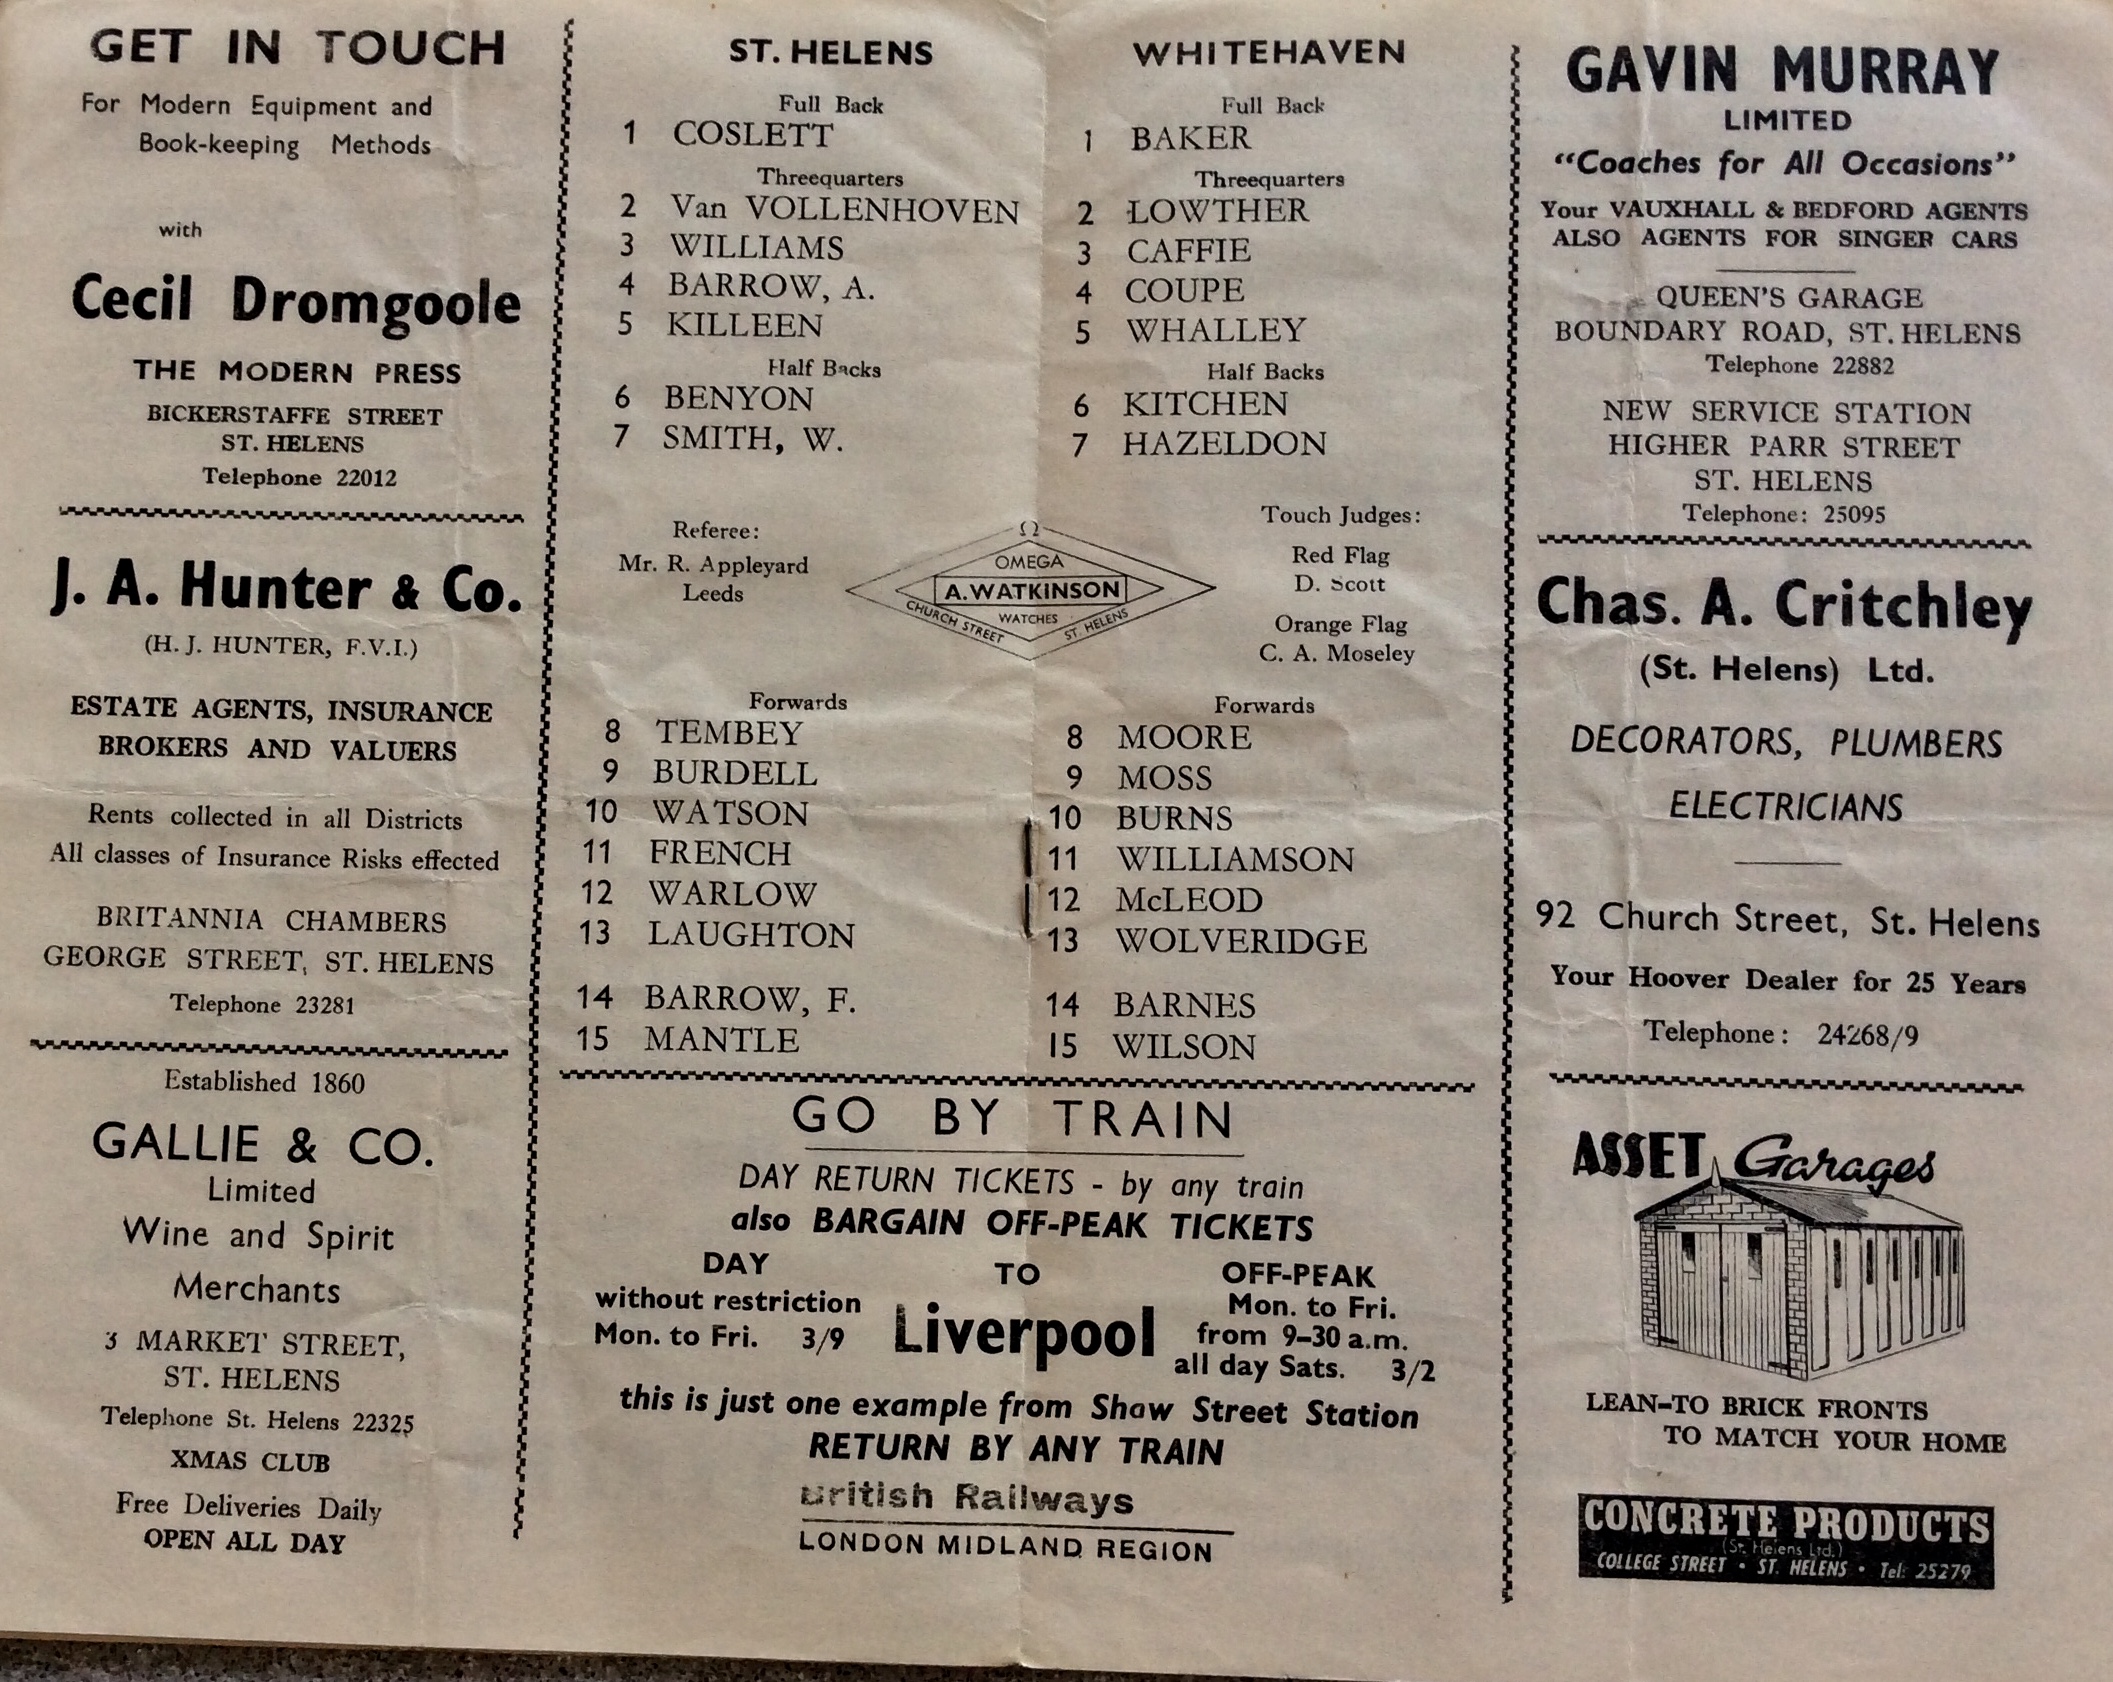 GET IN TOUCH
For Modern Equipment and
Book-keeping Methods
with
Cecil Dromgoole
THE MODERN PRESS
BICKERSTAFFE STREET
ST. HELENS
Telephone 22012
J. A. Hunter & Co.
(H. J. HUNTER, F.V.I.)
ESTATE AGENTS, INSURANCE
BROKERS AND VALUERS
Rents collected in all Districts
All classes of Insurance Risks effected
BRITANNIA CHAMBERS
GEORGE STREET, ST. HELENS
Telephone 23281
Established 1860
GALLIE & CO.
Limited
Wine and Spirit
Merchants
3 MARKET STREET,
ST. HELENS
Telephone St. Helens 22325
XMAS CLUB
Free Deliveries Daily
OPEN ALL DAY
ST. HELENS
Full Back
1 COSLETT
Threequarters
2 Van VOLLENHOVEN
3 WILLIAMS
4 BARROW, A.
5 KILLEEN
Half Backs
6 BENYON
7 SMITH, W.
Referee:
Mr. R. Appleyard
Leeds
Forwards
8 TEMBEY
9 BURDELL
10 WATSON
11 FRENCH
12 WARLOW
13 LAUGHTON
14 BARROW, F.
15 MANTLE
Ω
OMEGA
A. WATKINSON
WATCHES
CHURCH STREET ST. HELENS
WHITEHAVEN
Full Back
1 BAKER
Threequarters
2 LOWTHER
3 CAFFIE
4 COUPE
5 WHALLEY
Half Backs
6 KITCHEN
7 HAZELDON
Touch Judges:
Red Flag
D. Scott
Orange Flag
C. A. Moseley
Forwards
8 MOORE
9 MOSS
10 BURNS
11 WILLIAMSON
12 McLEOD
13 WOLVERIDGE
14 BARNES
15 WILSON
GO BY TRAIN
DAY RETURN TICKETS - by any train
also BARGAIN OFF-PEAK TICKETS
DAY
without restriction
Mon. to Fri. 3/9
TO
Liverpool
OFF-PEAK
Mon. to Fri.
from 9-30 a.m.
all day Sats. 3/2
this is just one example from Shaw Street Station
RETURN BY ANY TRAIN
British Railways
LONDON MIDLAND REGION
GAVIN MURRAY
LIMITED
"Coaches for All Occasions"
Your VAUXHALL & BEDFORD AGENTS
ALSO AGENTS FOR SINGER CARS
QUEEN'S GARAGE
BOUNDARY ROAD, ST. HELENS
Telephone 22882
NEW SERVICE STATION
HIGHER PARR STREET
ST. HELENS
Telephone: 25095
Chas. A. Critchley
(St. Helens) Ltd.
DECORATORS, PLUMBERS
ELECTRICIANS
92 Church Street, St. Helens
Your Hoover Dealer for 25 Years
Telephone: 24268/9
ASSET Garages
LEAN-TO BRICK FRONTS
TO MATCH YOUR HOME
CONCRETE PRODUCTS
(St. Helens Ltd.)
COLLEGE STREET • ST. HELENS • Tel: 25279